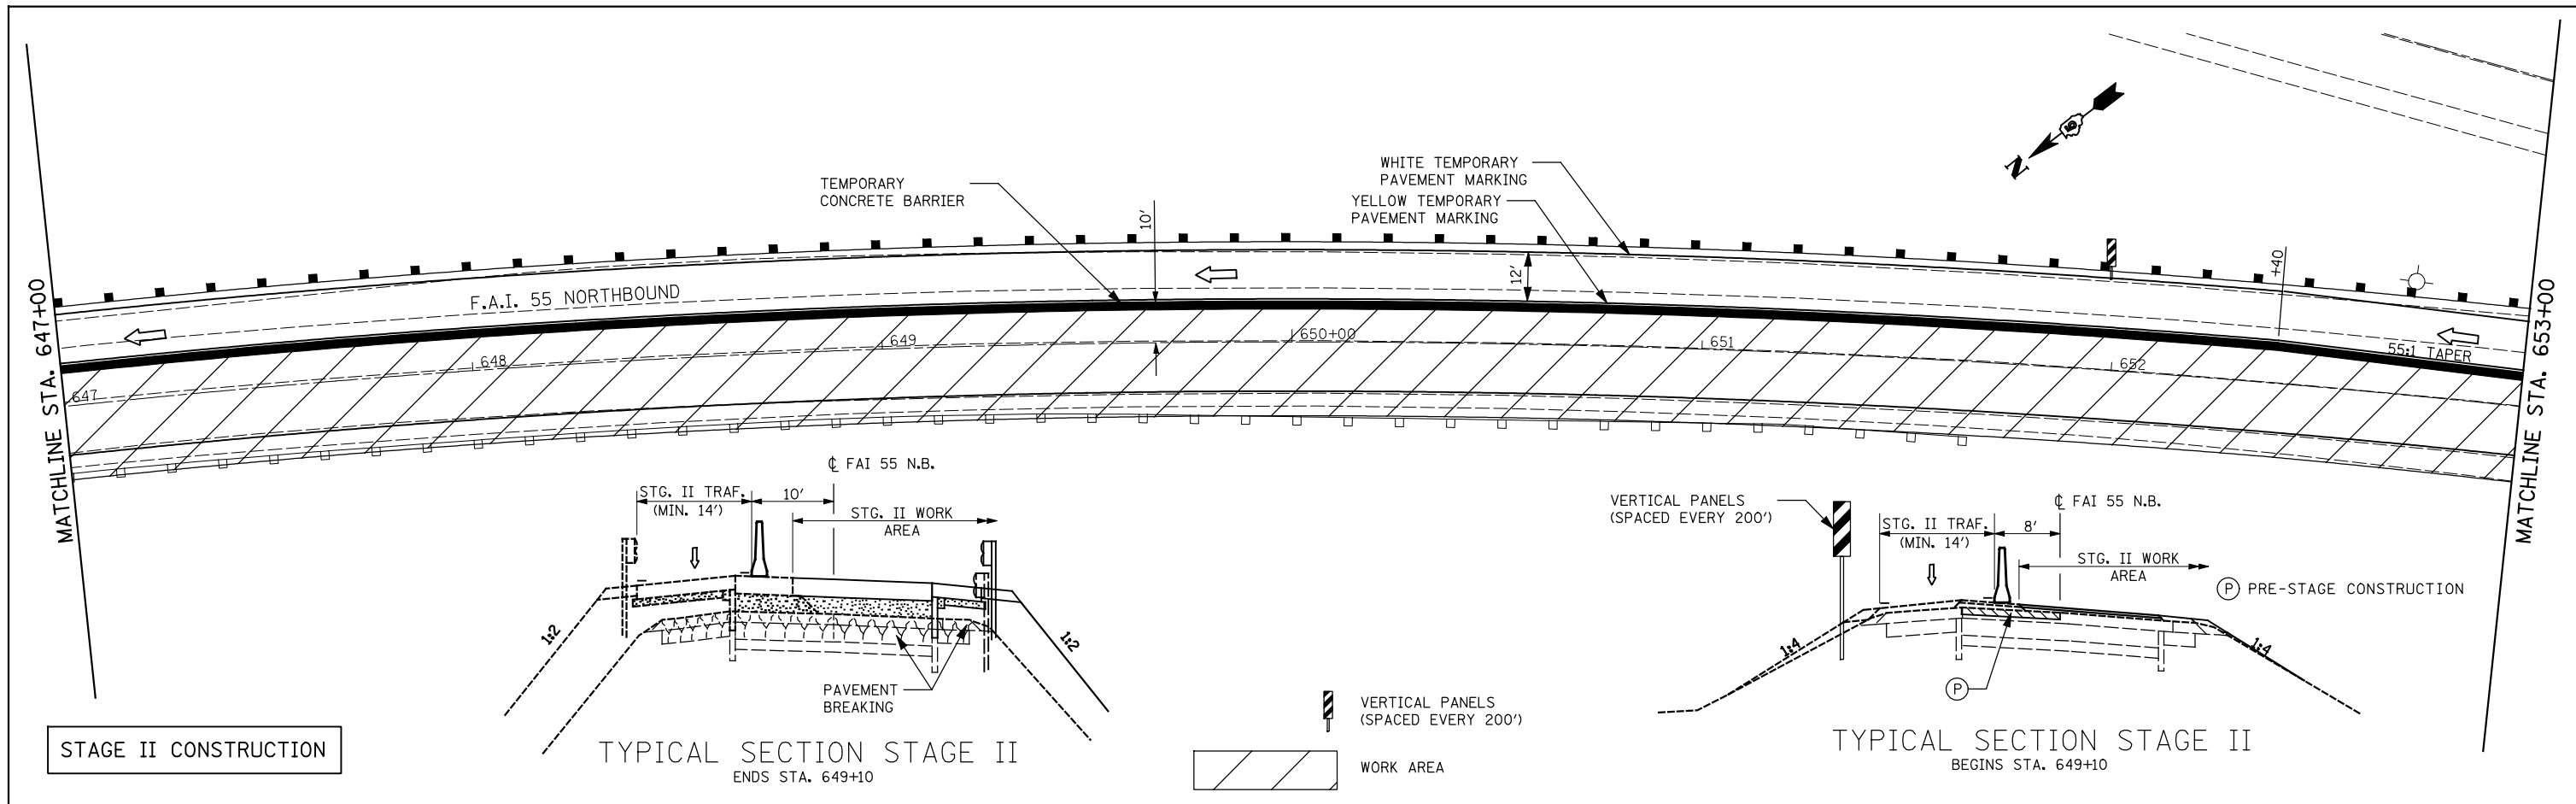 WHITE TEMPORARY
PAVEMENT MARKING
TEMPORARY
CONCRETE BARRIER
YELLOW TEMPORARY
PAVEMENT MARKING
N
10'
12'
+40
F.A.I. 55 NORTHBOUND
MATCHLINE STA. 647+00
MATCHLINE STA. 653+00
55:1 TAPER
647
648
649
650+00
651
652
℄ FAI 55 N.B.
STG. II TRAF.
(MIN. 14')
10'
STG. II WORK
AREA
1:2
1:2
PAVEMENT
BREAKING
TYPICAL SECTION STAGE II
ENDS STA. 649+10
STAGE II CONSTRUCTION
VERTICAL PANELS
(SPACED EVERY 200')
WORK AREA
VERTICAL PANELS
(SPACED EVERY 200')
℄ FAI 55 N.B.
STG. II TRAF.
(MIN. 14')
8'
STG. II WORK
AREA
P PRE-STAGE CONSTRUCTION
1:4
1:4
P
TYPICAL SECTION STAGE II
BEGINS STA. 649+10